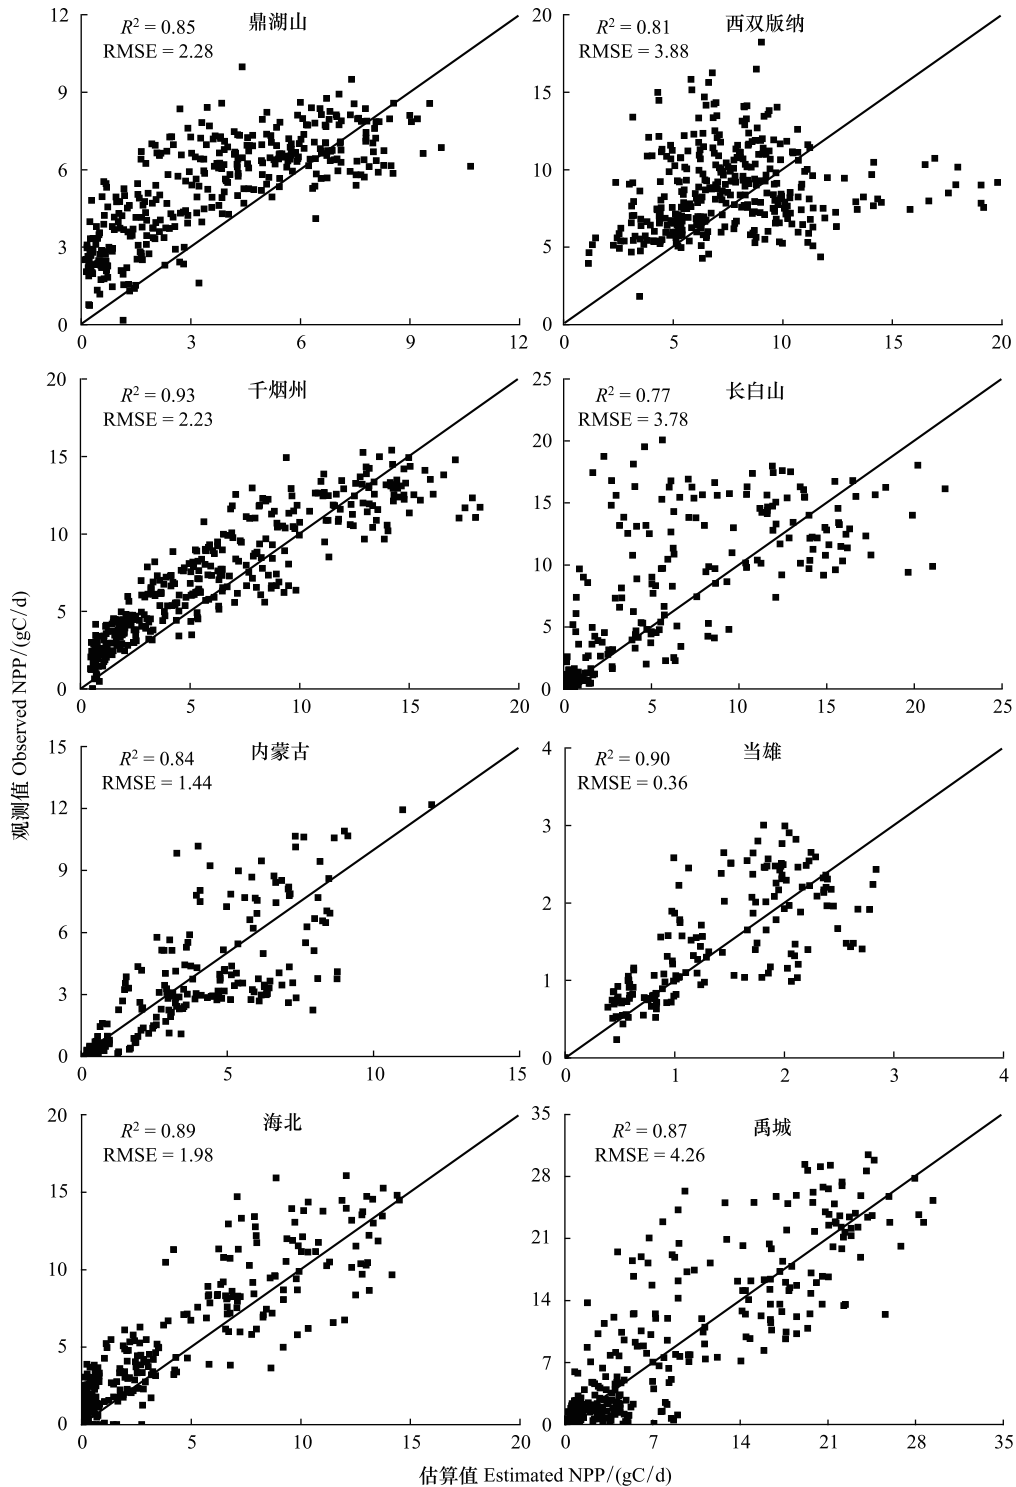 鼎湖山
R² = 0.85
RMSE = 2.28
12
9
6
3
0
0 3 6 9 12
西双版纳
R² = 0.81
RMSE = 3.88
20
15
10
5
0
0 5 10 15 20
千烟州
R² = 0.93
RMSE = 2.23
20
15
10
5
0
0 5 10 15 20
长白山
R² = 0.77
RMSE = 3.78
25
20
15
10
5
0
0 5 10 15 20 25
内蒙古
R² = 0.84
RMSE = 1.44
15
12
9
6
3
0
0 5 10 15
当雄
R² = 0.90
RMSE = 0.36
4
3
2
1
0
0 1 2 3 4
海北
R² = 0.89
RMSE = 1.98
20
15
10
5
0
0 5 10 15 20
禹城
R² = 0.87
RMSE = 4.26
35
28
21
14
7
0
0 7 14 21 28 35
观测值 Observed NPP/(gC/d)
估算值 Estimated NPP/(gC/d)